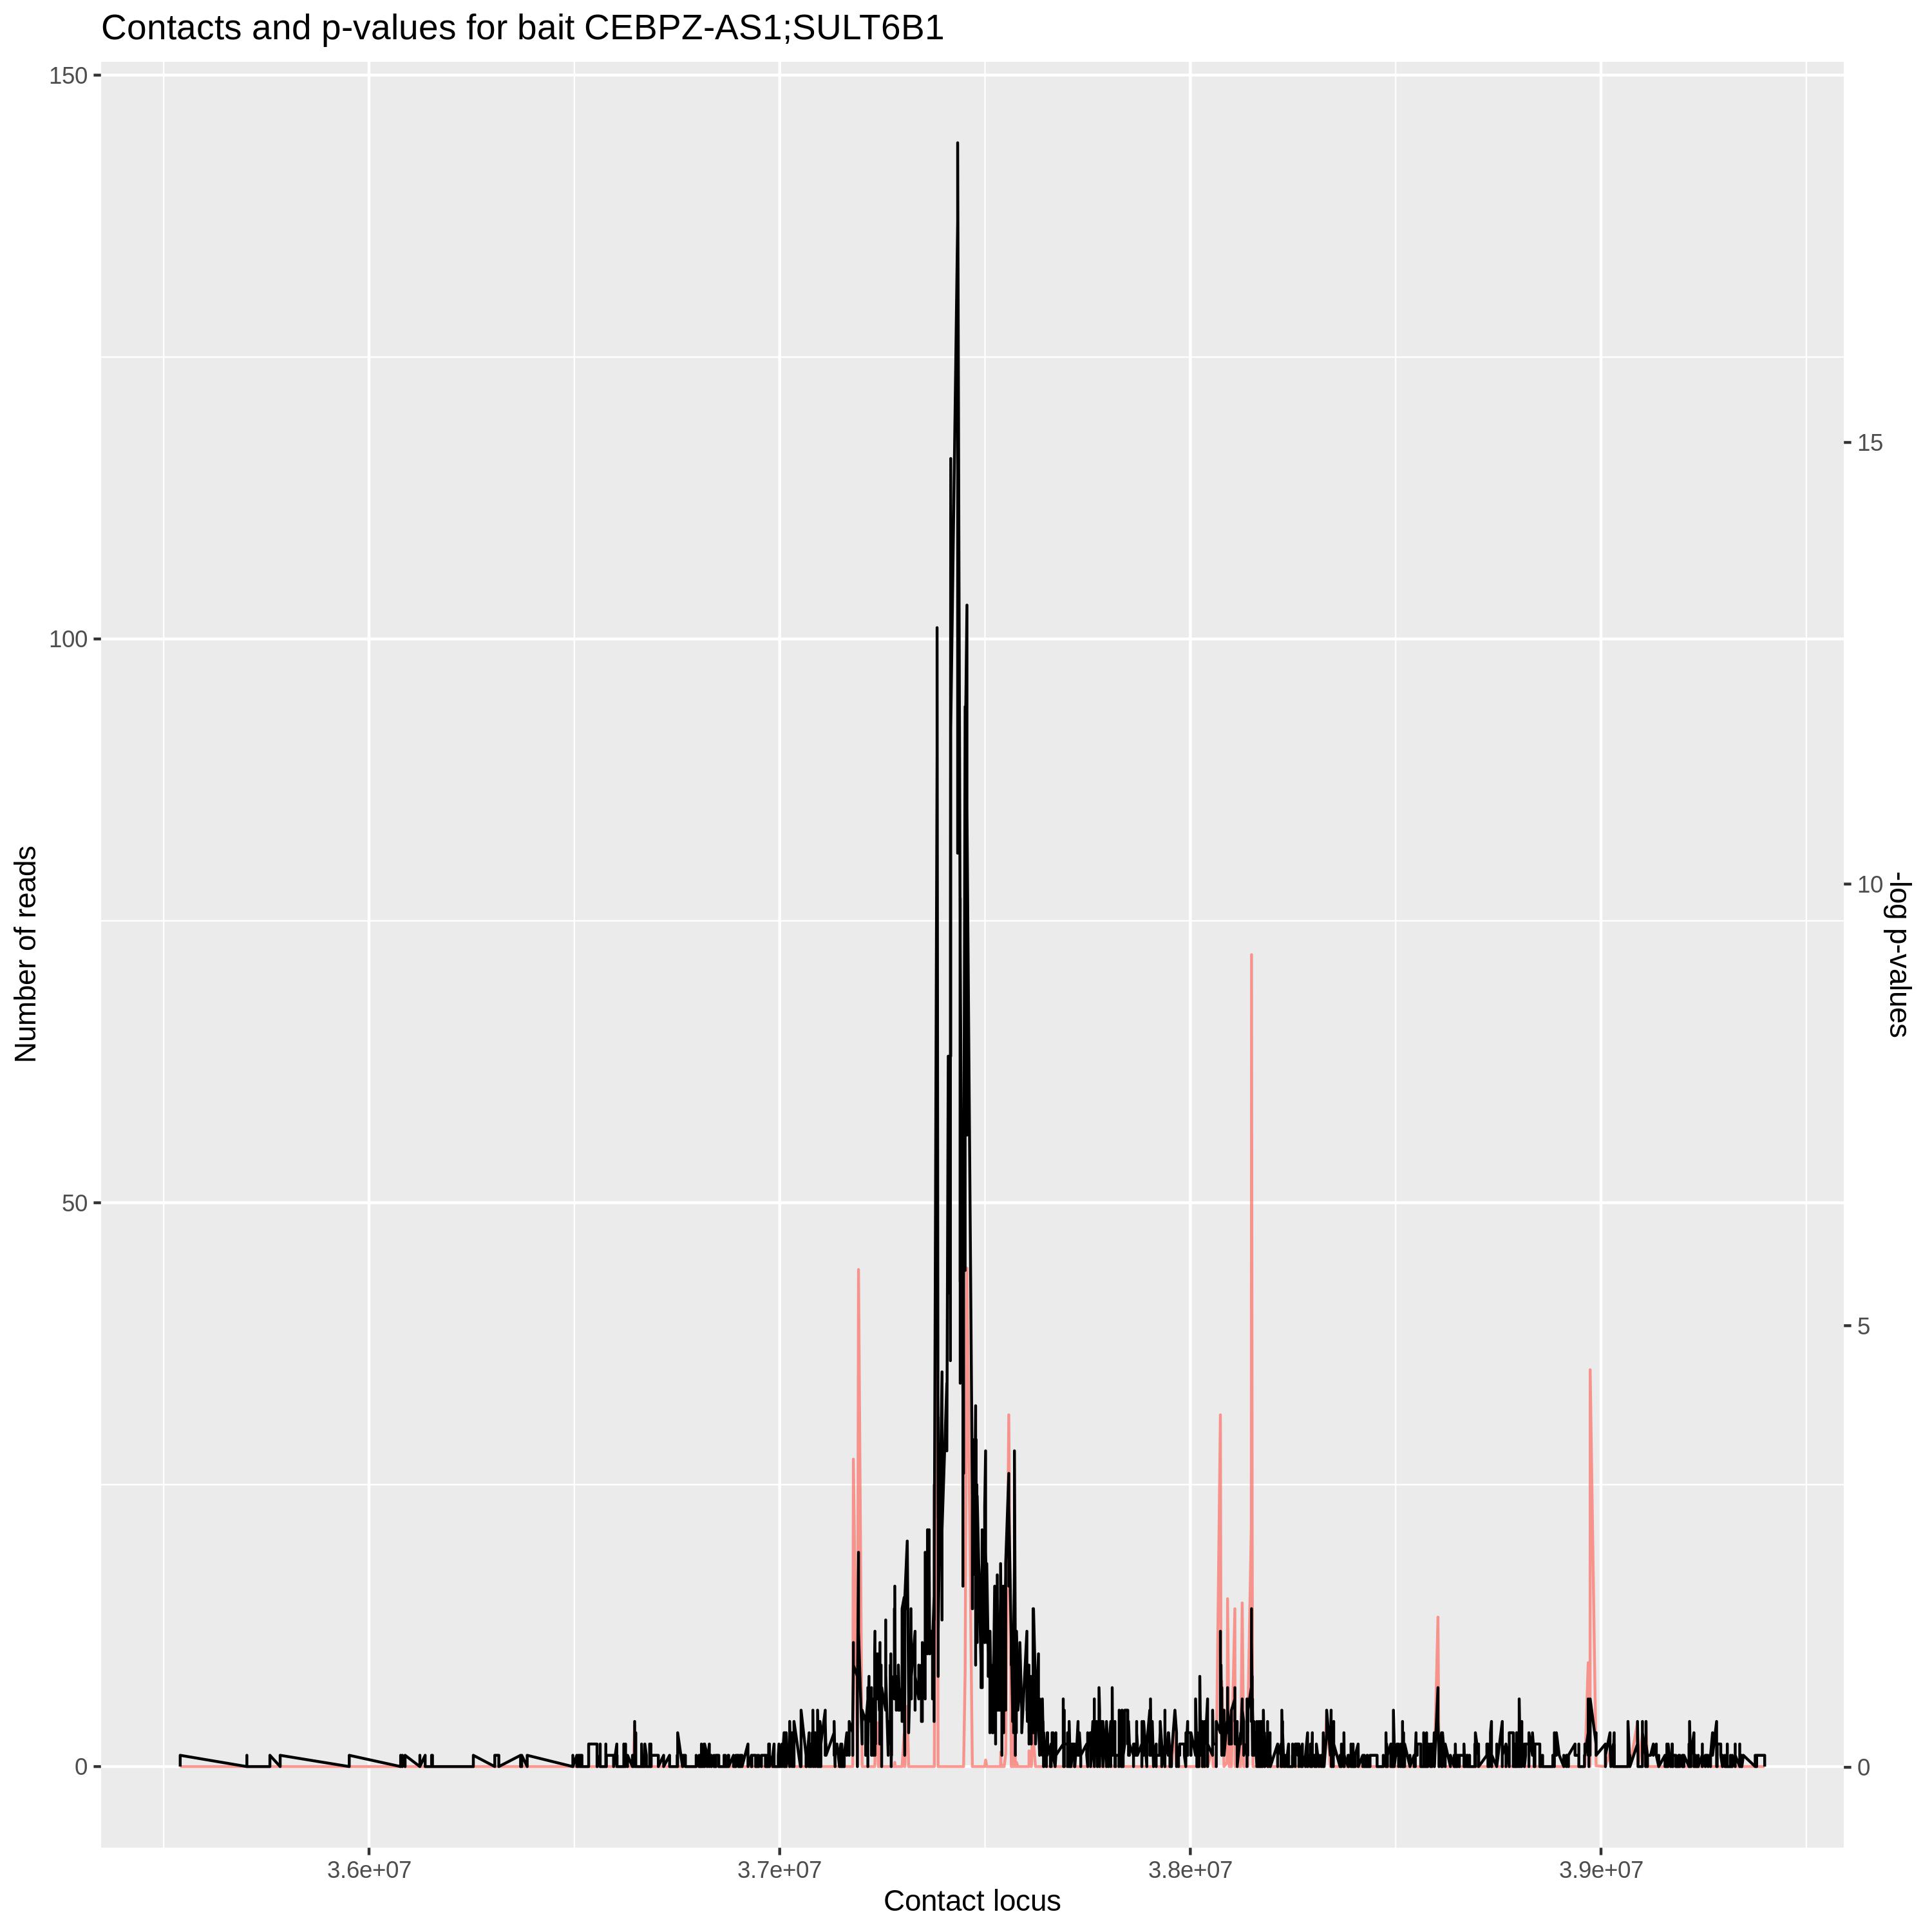 Contacts and p-values for bait CEBPZ-AS1;SULT6B1
150
100
50
0
Number of reads
15
10
5
0
-log p-values
3.6e+07
3.7e+07
3.8e+07
3.9e+07
Contact locus